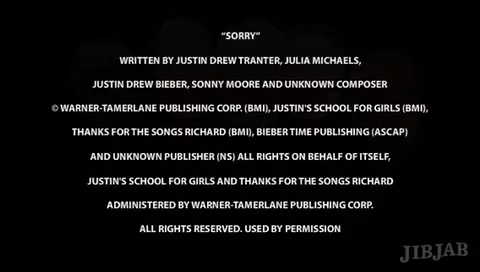 “SORRY”
WRITTEN BY JUSTIN DREW TRANTER, JULIA MICHAELS,
JUSTIN DREW BIEBER, SONNY MOORE AND UNKNOWN COMPOSER
© WARNER-TAMERLANE PUBLISHING CORP. (BMI), JUSTIN'S SCHOOL FOR GIRLS (BMI),
THANKS FOR THE SONGS RICHARD (BMI), BIEBER TIME PUBLISHING (ASCAP)
AND UNKNOWN PUBLISHER (NS) ALL RIGHTS ON BEHALF OF ITSELF,
JUSTIN'S SCHOOL FOR GIRLS AND THANKS FOR THE SONGS RICHARD
ADMINISTERED BY WARNER-TAMERLANE PUBLISHING CORP.
ALL RIGHTS RESERVED. USED BY PERMISSION
JIBJAB